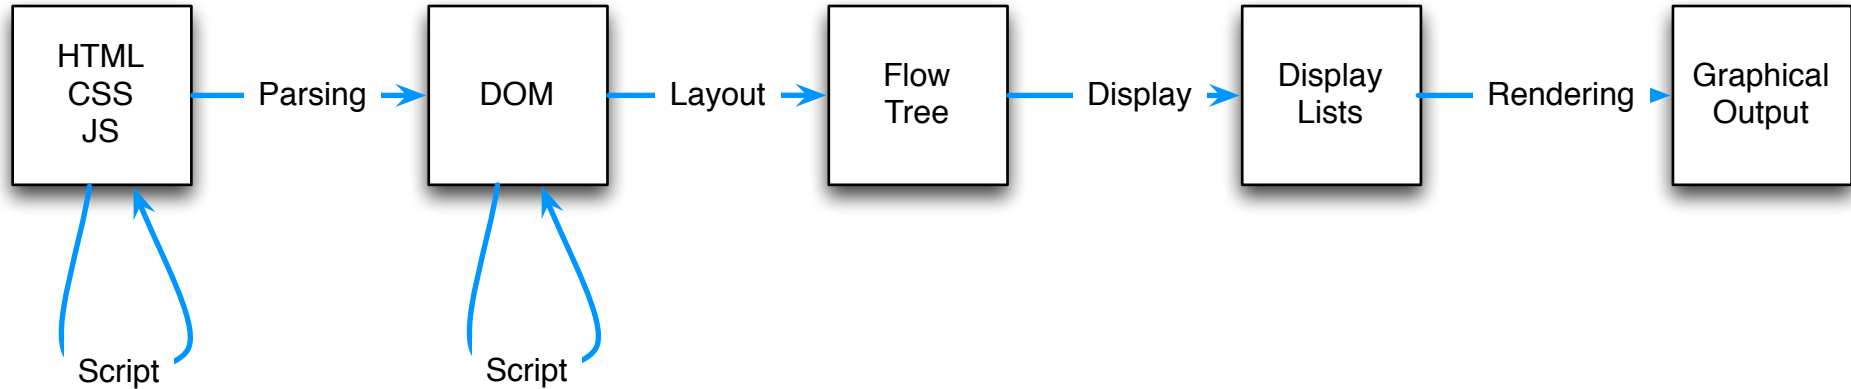 HTML
CSS
JS
Parsing
DOM
Layout
Flow
Tree
Display
Display
Lists
Rendering
Graphical
Output
Script
Script